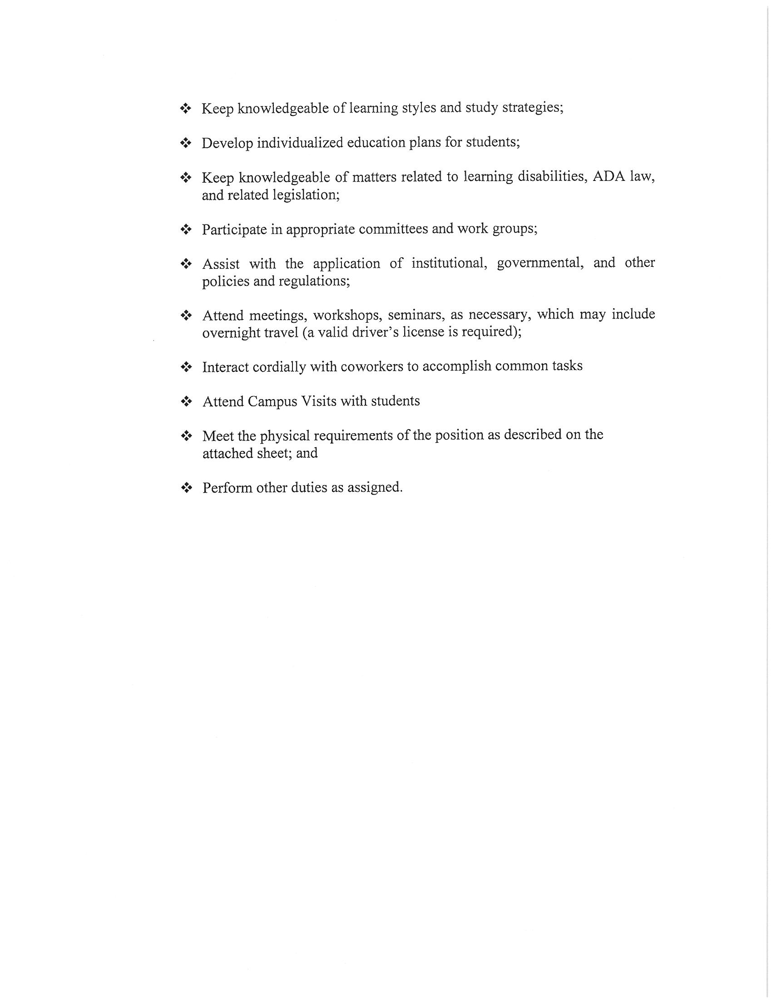 ❖ Keep knowledgeable of learning styles and study strategies;
❖ Develop individualized education plans for students;
❖ Keep knowledgeable of matters related to learning disabilities, ADA law,
and related legislation;
❖ Participate in appropriate committees and work groups;
❖ Assist with the application of institutional, governmental, and other
policies and regulations;
❖ Attend meetings, workshops, seminars, as necessary, which may include
overnight travel (a valid driver’s license is required);
❖ Interact cordially with coworkers to accomplish common tasks
❖ Attend Campus Visits with students
❖ Meet the physical requirements of the position as described on the
attached sheet; and
❖ Perform other duties as assigned.